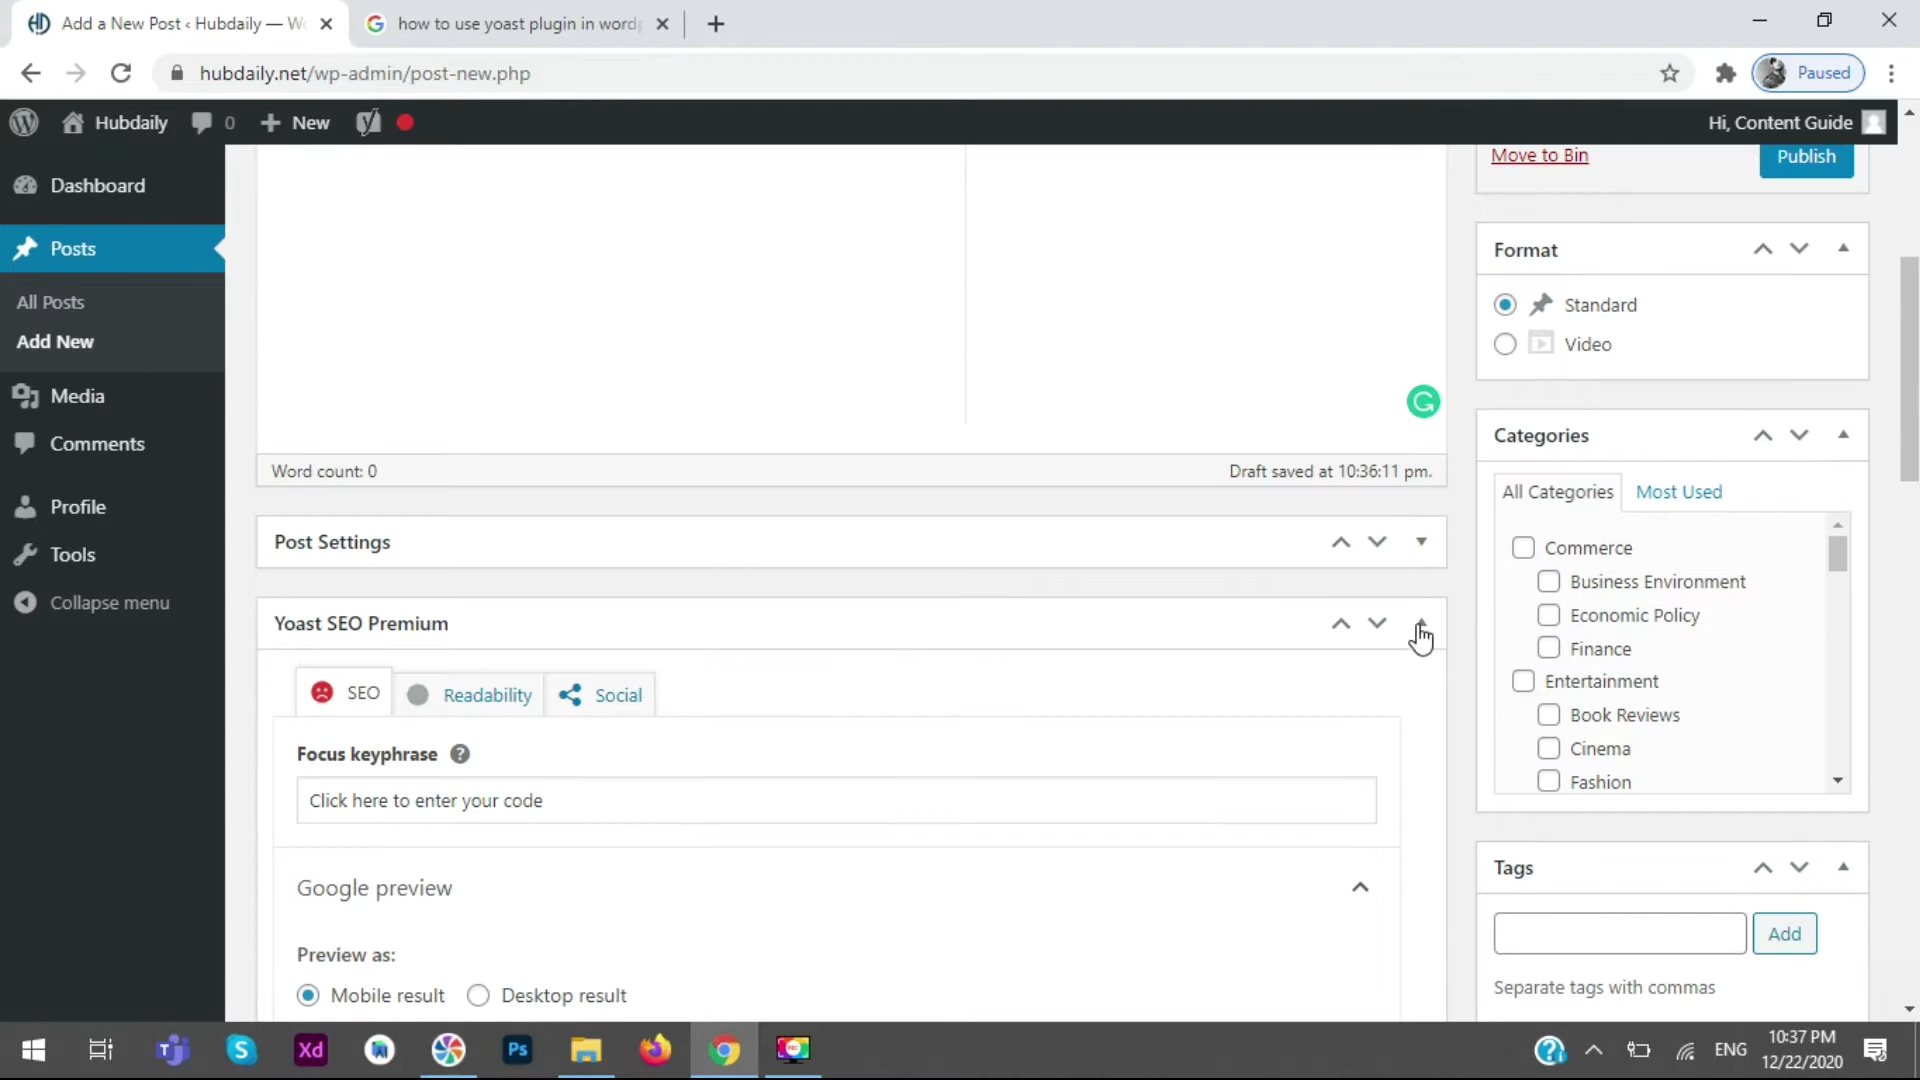 Add a New Post ‹ Hubdaily — Wo
how to use yoast plugin in wordp
hubdaily.net/wp-admin/post-new.php
Paused
Hubdaily
0
New
Hi, Content Guide
Dashboard
Posts
All Posts
Add New
Media
Comments
Profile
Tools
Collapse menu
Word count: 0
Draft saved at 10:36:11 pm.
Post Settings
Yoast SEO Premium
SEO
Readability
Social
Focus keyphrase
Click here to enter your code
Google preview
Preview as:
Mobile result
Desktop result
Move to Bin
Publish
Format
Standard
Video
Categories
All Categories
Most Used
Commerce
Business Environment
Economic Policy
Finance
Entertainment
Book Reviews
Cinema
Fashion
Tags
Add
Separate tags with commas
Xd
Ps
ENG
10:37 PM
12/22/2020